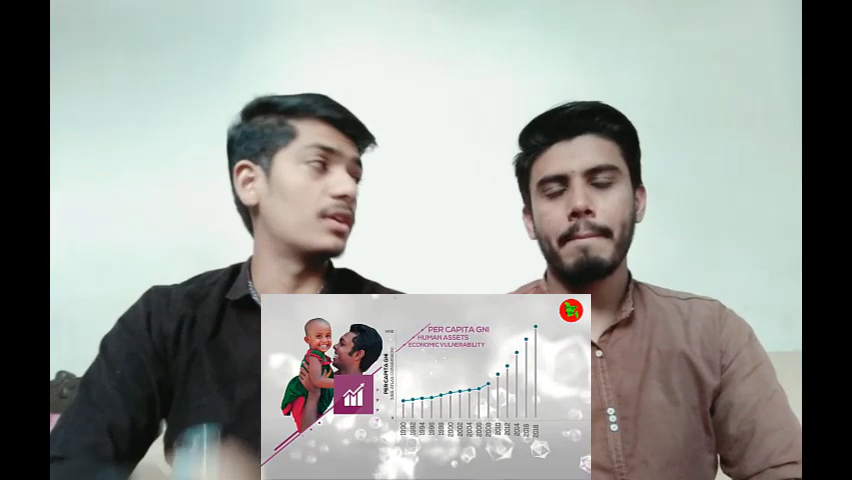 PER CAPITA GNI
HUMAN ASSETS
ECONOMIC VULNERABILITY
PER CAPITA GNI
1990 1992 1994 1996 1998 2000 2002 2004 2006 2008 2010 2012 2014 2016 2018